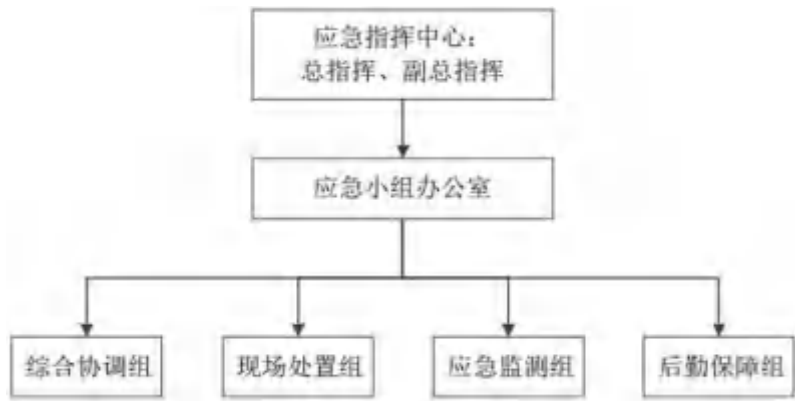 应急指挥中心：
总指挥、副总指挥
应急小组办公室
综合协调组
现场处置组
应急监测组
后勤保障组